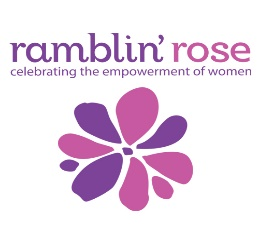 ramblin' rose
celebrating the empowerment of women